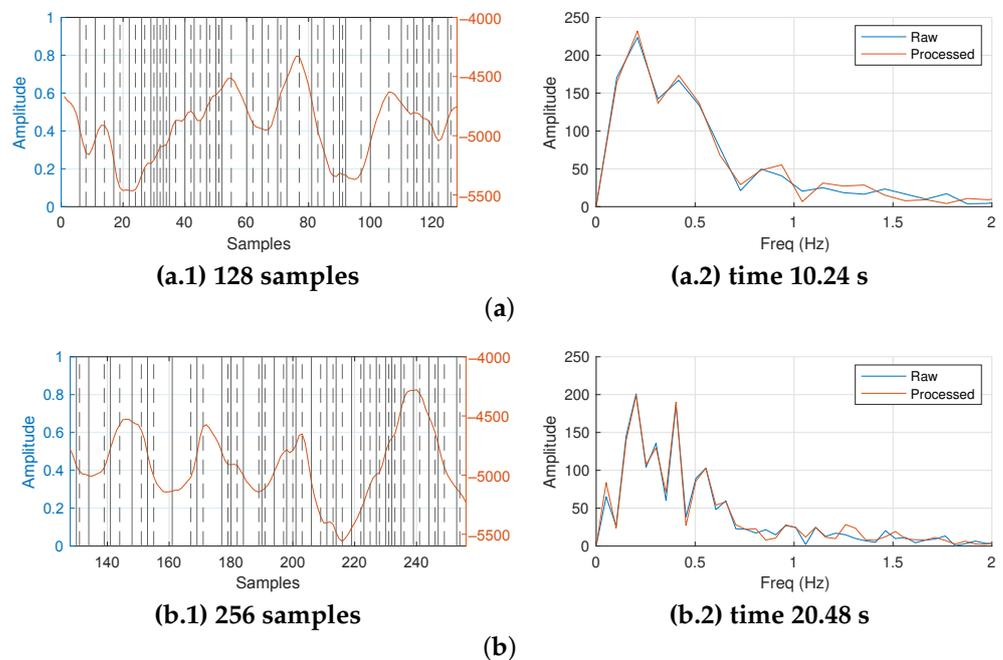 1
0.8
0.6
0.4
0.2
0
Amplitude
−4000
−4500
−5000
−5500
0 20 40 60 80 100 120
Samples
(a.1) 128 samples
250
200
150
100
50
0
Amplitude
Raw
Processed
0 0.5 1 1.5 2
Freq (Hz)
(a.2) time 10.24 s
(a)
1
0.8
0.6
0.4
0.2
0
Amplitude
−4000
−4500
−5000
−5500
140 160 180 200 220 240
Samples
(b.1) 256 samples
250
200
150
100
50
0
Amplitude
Raw
Processed
0 0.5 1 1.5 2
Freq (Hz)
(b.2) time 20.48 s
(b)